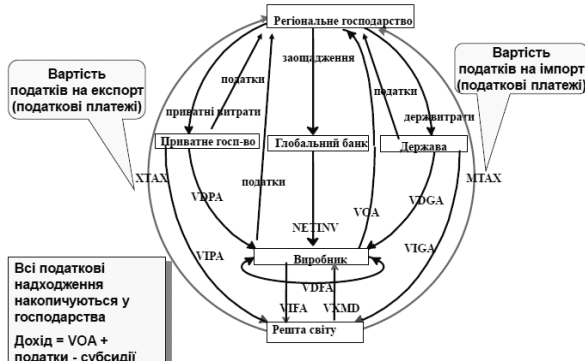 Регіональне господарство
Вартість
податків на експорт
(податкові платежі)
Вартість
податків на імпорт
(податкові платежі)
заощадження
податки
податки
приватні витрати
держвитрати
Приватне госп-во
Глобальний банк
Держава
XTAX
MTAX
податки
VDPA
VOA
VDGA
NETINV
VIPA
VIGA
Виробник
VDFA
VIFA
VXMD
Решта світу
Всі податкові
надходження
накопичуються у
господарства
Дохід = VOA +
податки - субсидії